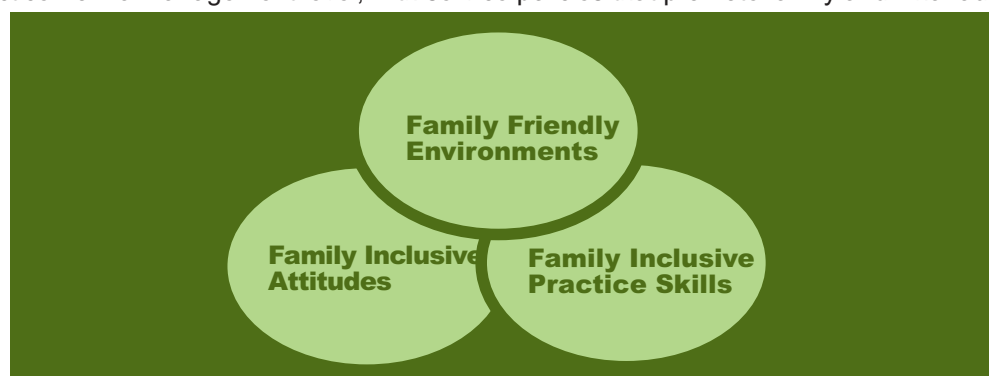 Family Friendly
Environments
Family Inclusive
Attitudes
Family Inclusive
Practice Skills